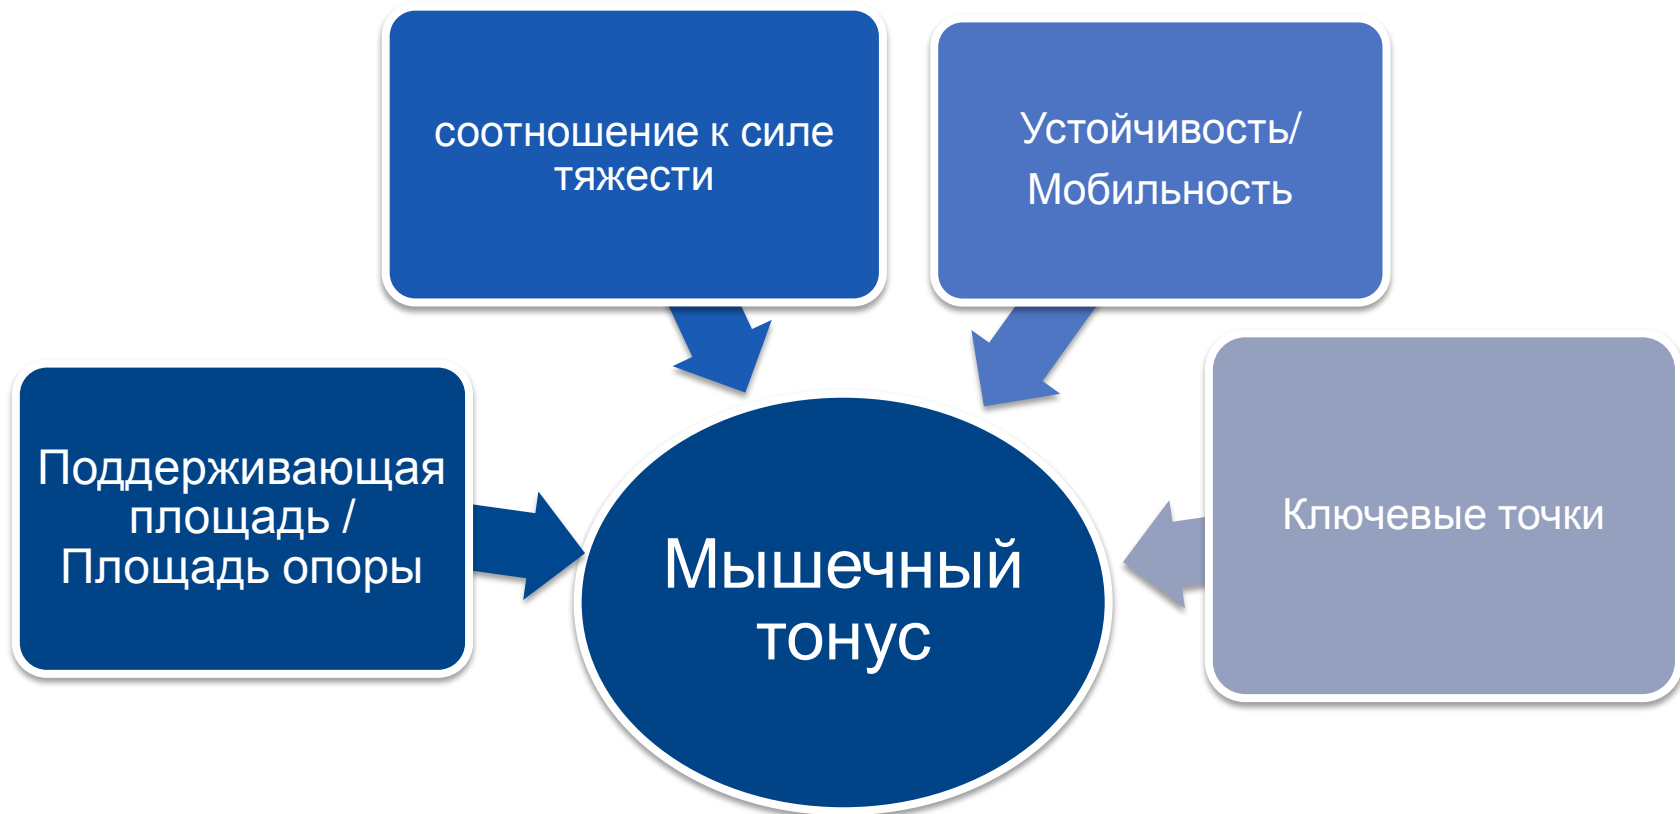 соотношение к силе
тяжести
Устойчивость/
Мобильность
Поддерживающая
площадь /
Площадь опоры
Ключевые точки
Мышечный
тонус